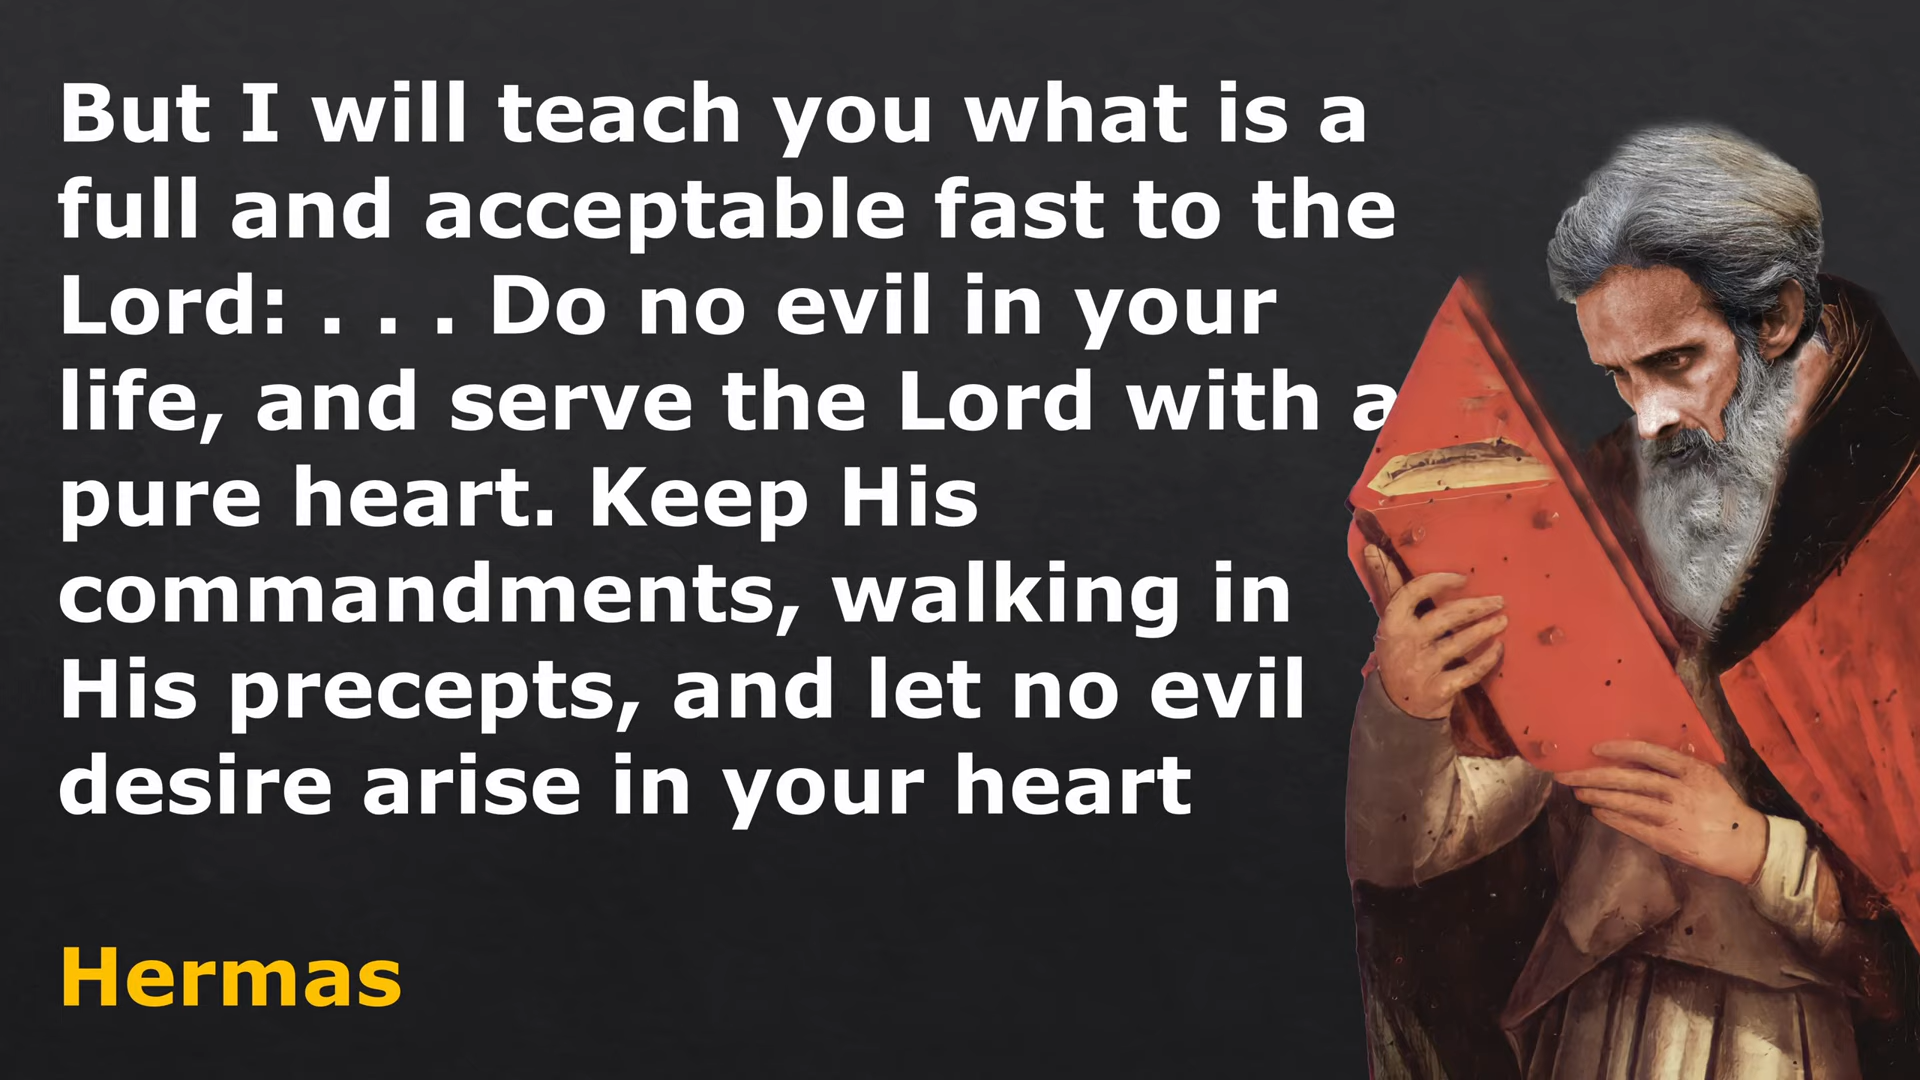 But I will teach you what is a
full and acceptable fast to the
Lord: . . . Do no evil in your
life, and serve the Lord with a
pure heart. Keep His
commandments, walking in
His precepts, and let no evil
desire arise in your heart
Hermas